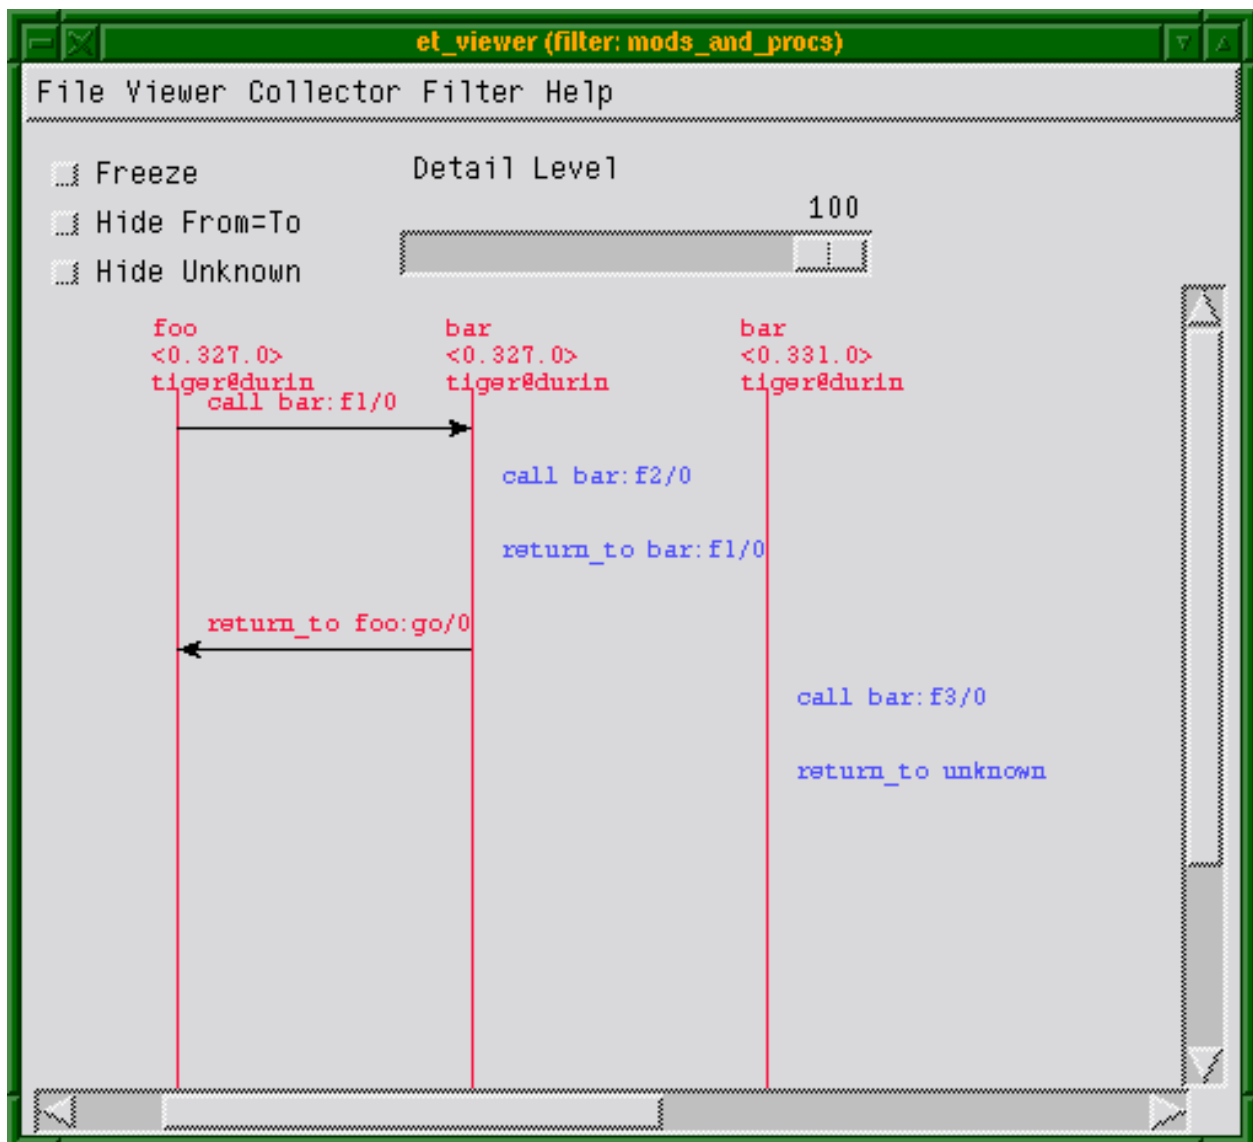 et_viewer (filter: mods_and_procs)
File Viewer Collector Filter Help
Freeze
Hide From=To
Hide Unknown
Detail Level
100
foo
<0.327.0>
tiger@durin
bar
<0.327.0>
tiger@durin
bar
<0.331.0>
tiger@durin
call bar:f1/0
call bar:f2/0
return_to bar:f1/0
return_to foo:go/0
call bar:f3/0
return_to unknown